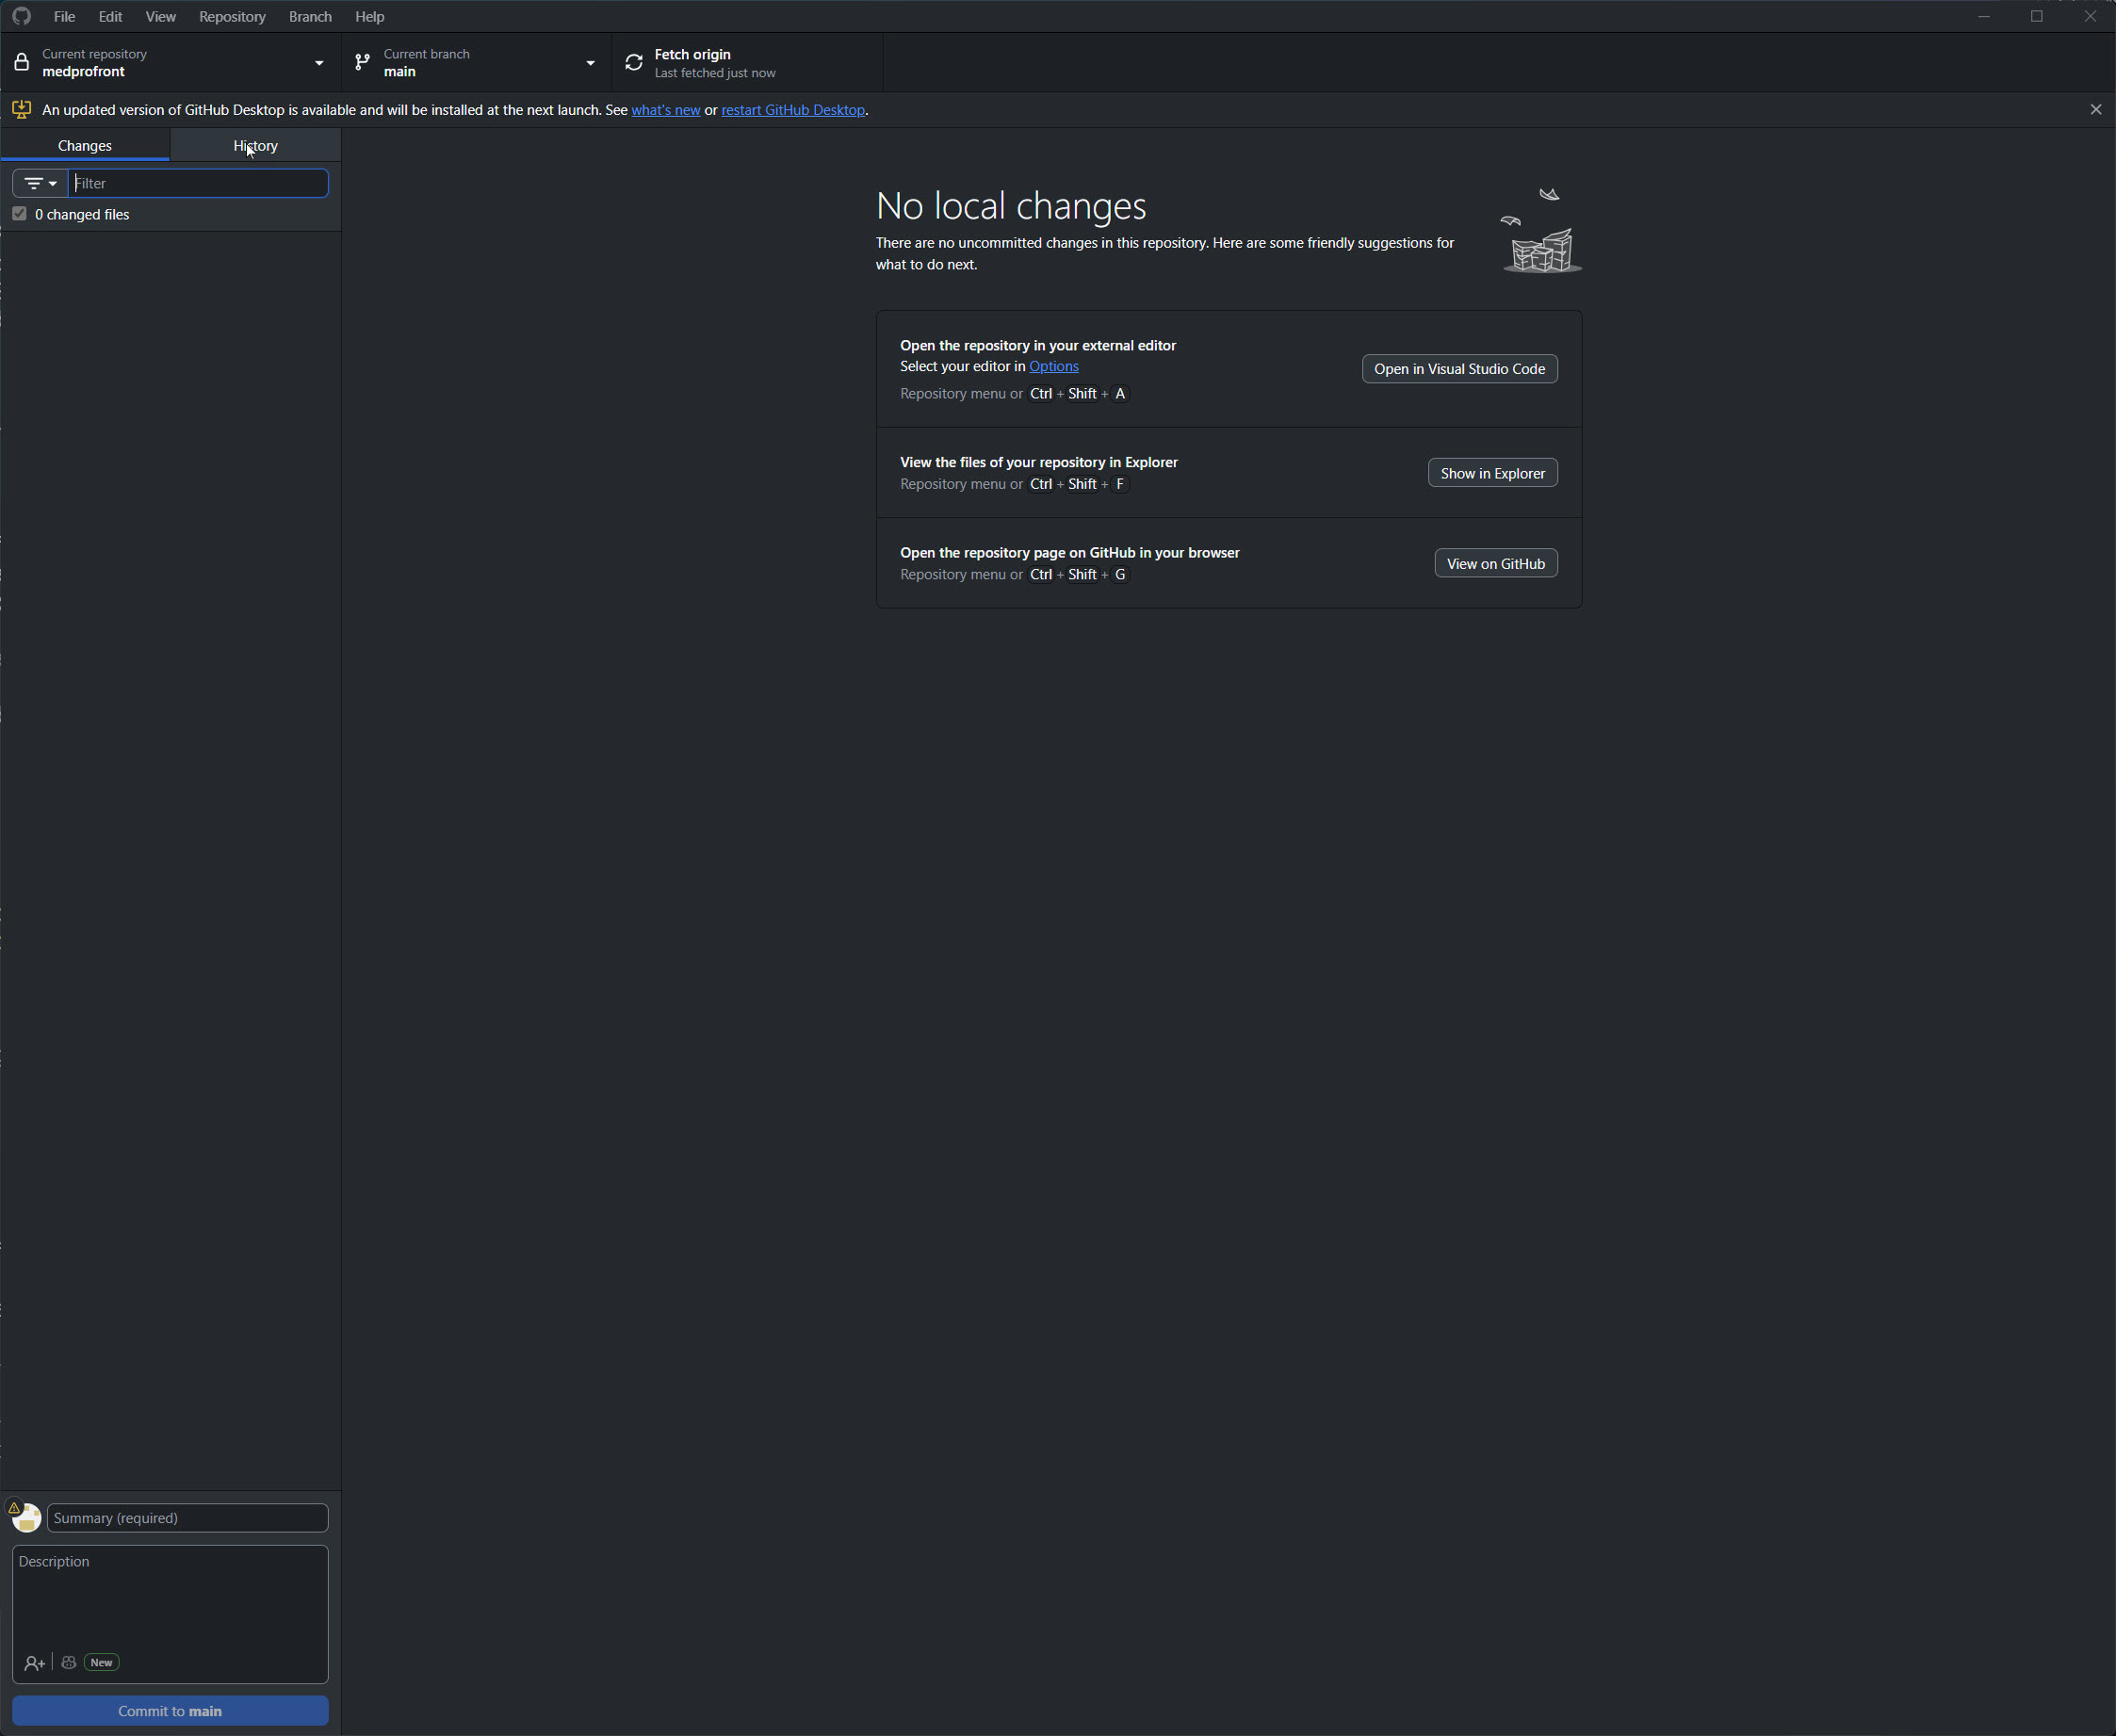 File Edit View Repository Branch Help
Current repository
medprofront
Current branch
main
Fetch origin
Last fetched just now
An updated version of GitHub Desktop is available and will be installed at the next launch. See what's new or restart GitHub Desktop.
Changes
History
Filter
0 changed files
No local changes
There are no uncommitted changes in this repository. Here are some friendly suggestions for
what to do next.
Open the repository in your external editor
Select your editor in Options
Repository menu or Ctrl + Shift + A
Open in Visual Studio Code
View the files of your repository in Explorer
Repository menu or Ctrl + Shift + F
Show in Explorer
Open the repository page on GitHub in your browser
Repository menu or Ctrl + Shift + G
View on GitHub
Summary (required)
Description
New
Commit to main